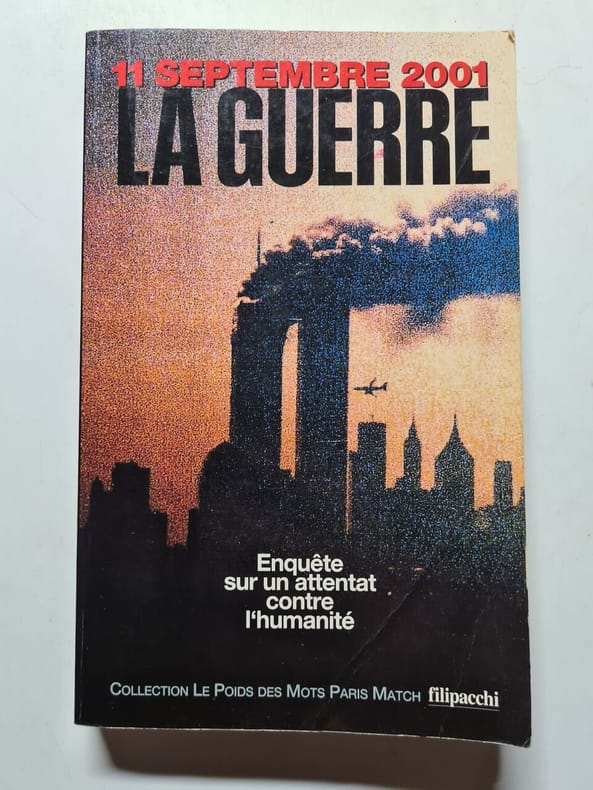 11 SEPTEMBRE 2001
LA GUERRE
Enquête
sur un attentat
contre
l'humanité
COLLECTION LE POIDS DES MOTS PARIS MATCH filipacchi